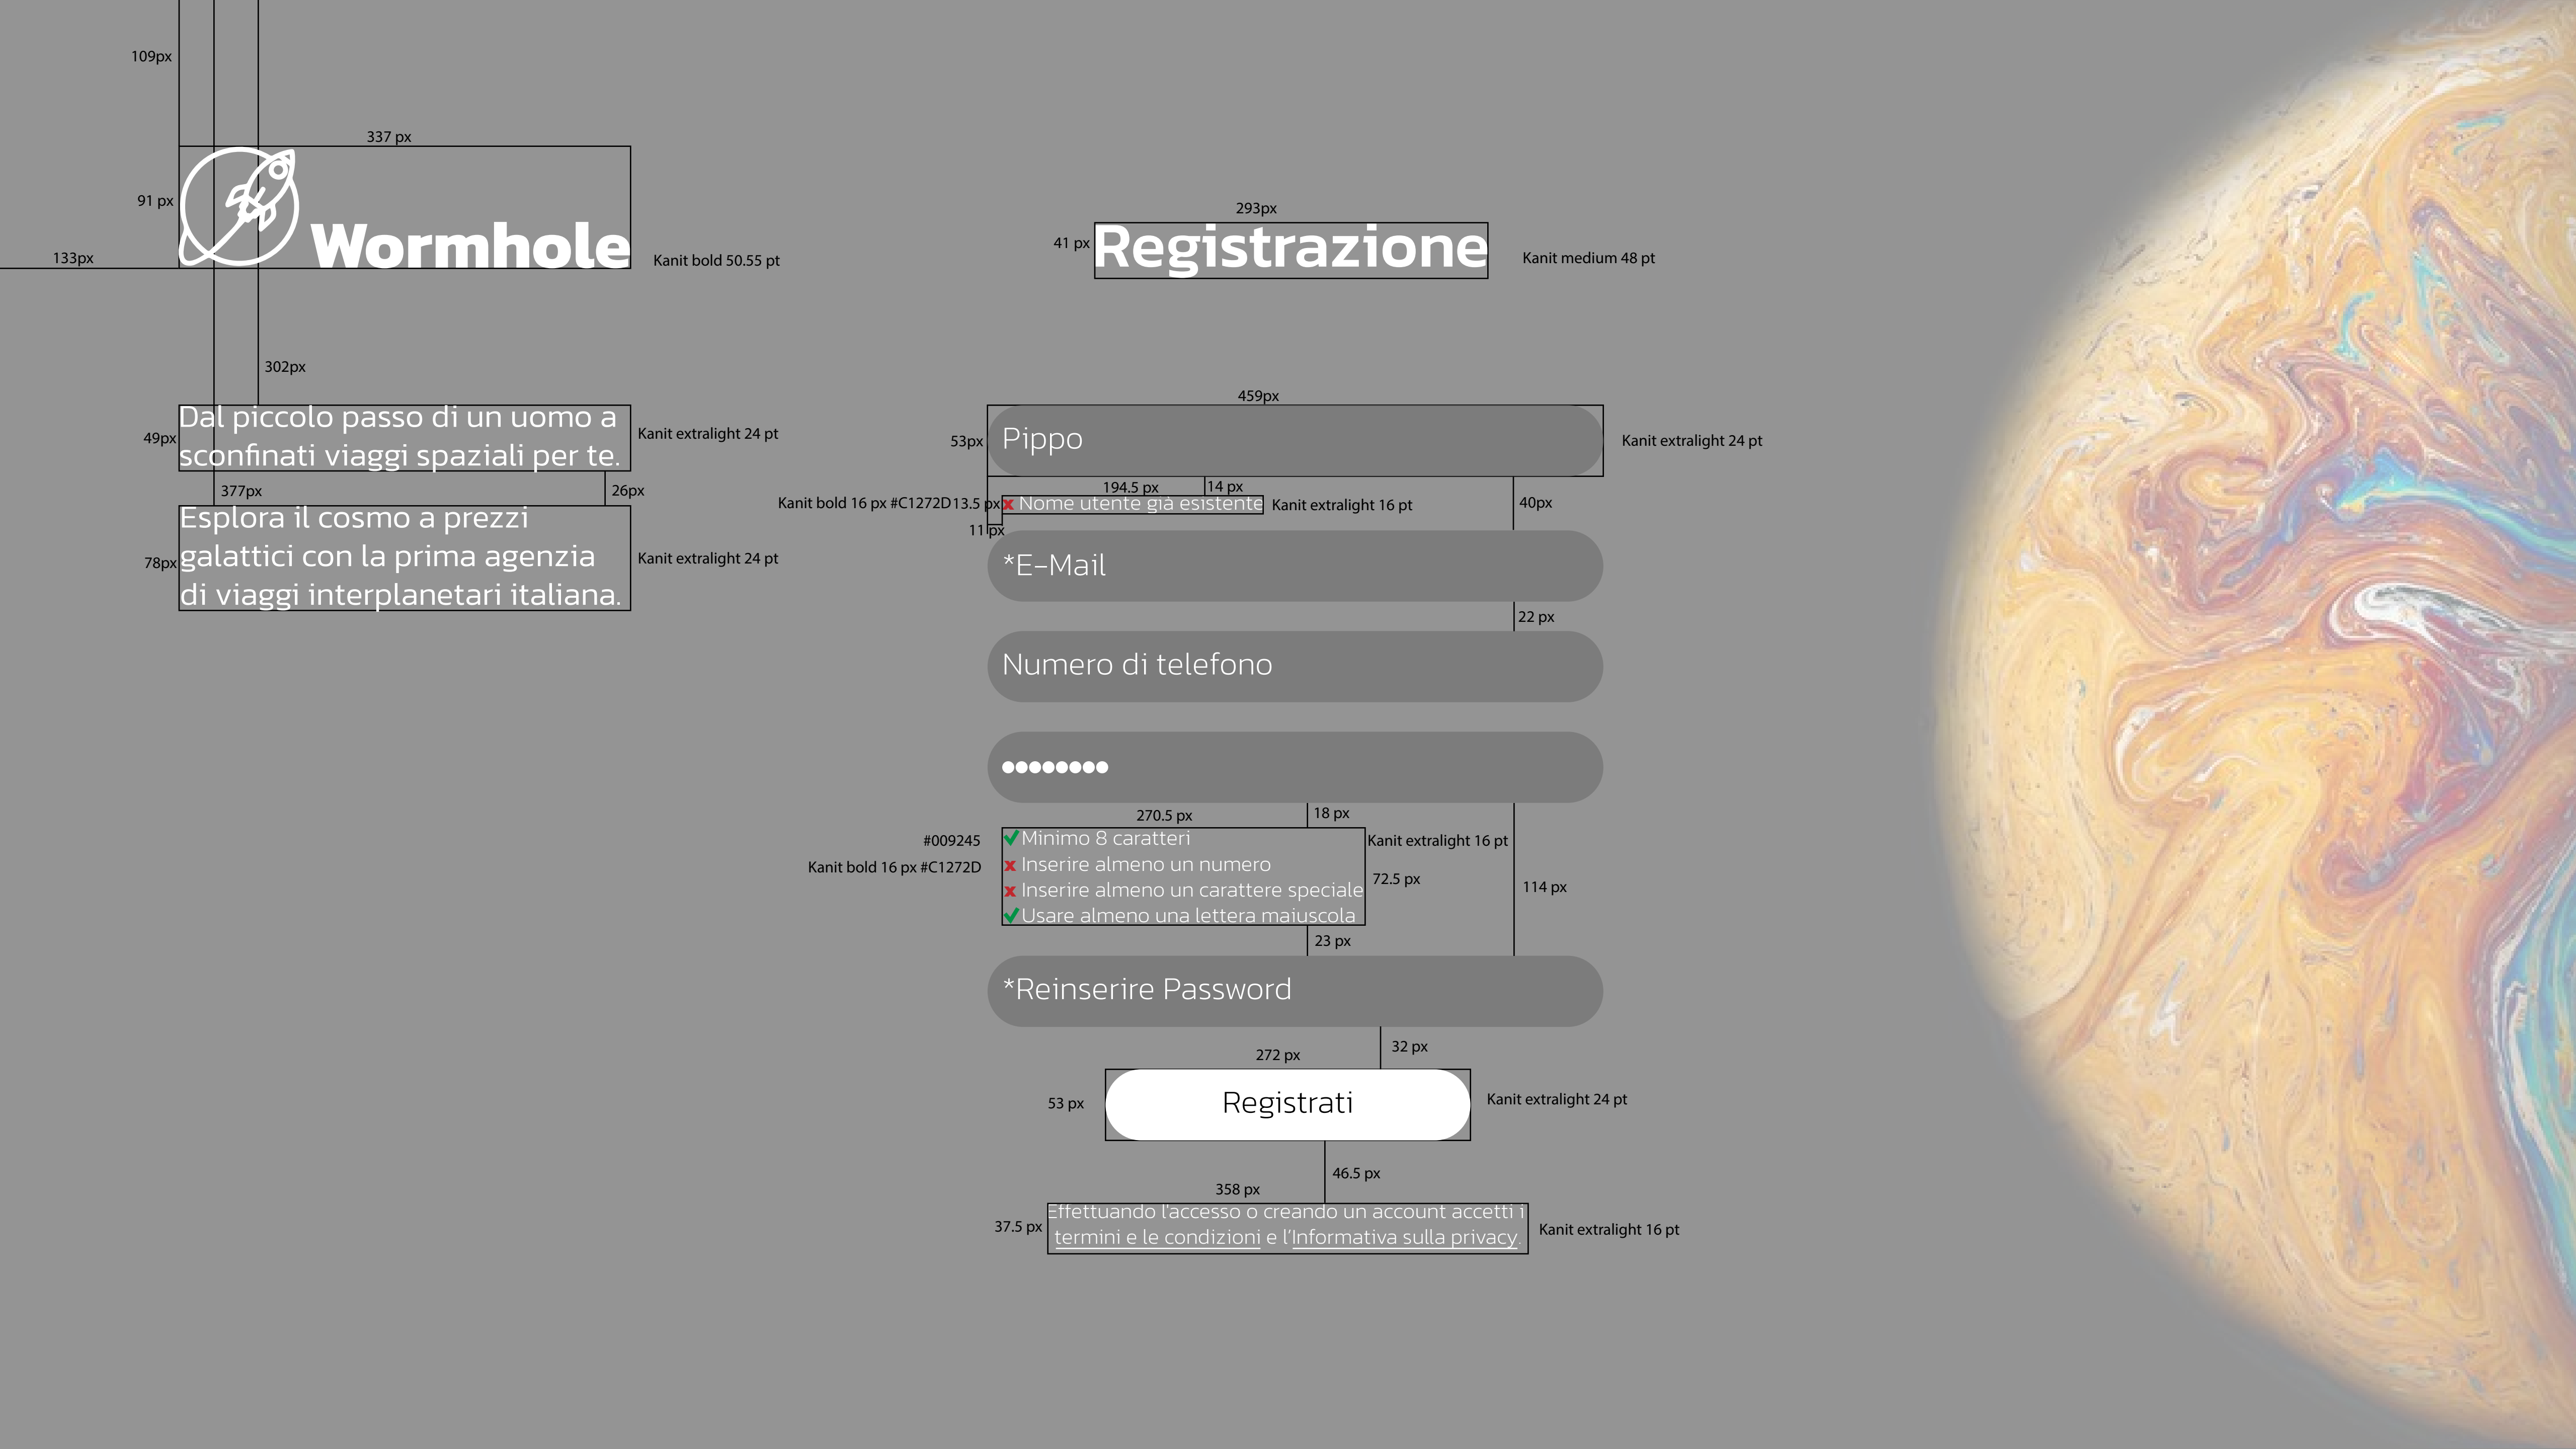 109px
337 px
91 px
Wormhole
133px
Kanit bold 50.55 pt
302px
Dal piccolo passo di un uomo a
sconfinati viaggi spaziali per te.
49px
Kanit extralight 24 pt
377px
26px
Esplora il cosmo a prezzi
galattici con la prima agenzia
di viaggi interplanetari italiana.
78px
Kanit extralight 24 pt
293px
41 px
Registrazione
Kanit medium 48 pt
459px
53px
Pippo
Kanit extralight 24 pt
194.5 px
14 px
Kanit bold 16 px #C1272D
13.5 px
x Nome utente già esistente
Kanit extralight 16 pt
40px
11 px
*E-Mail
22 px
Numero di telefono
●●●●●●●●
270.5 px
18 px
#009245
✓ Minimo 8 caratteri
Kanit extralight 16 pt
Kanit bold 16 px #C1272D
x Inserire almeno un numero
72.5 px
x Inserire almeno un carattere speciale
114 px
✓ Usare almeno una lettera maiuscola
23 px
*Reinserire Password
32 px
272 px
53 px
Registrati
Kanit extralight 24 pt
46.5 px
358 px
37.5 px
Effettuando l'accesso o creando un account accetti i
termini e le condizioni e l'Informativa sulla privacy.
Kanit extralight 16 pt